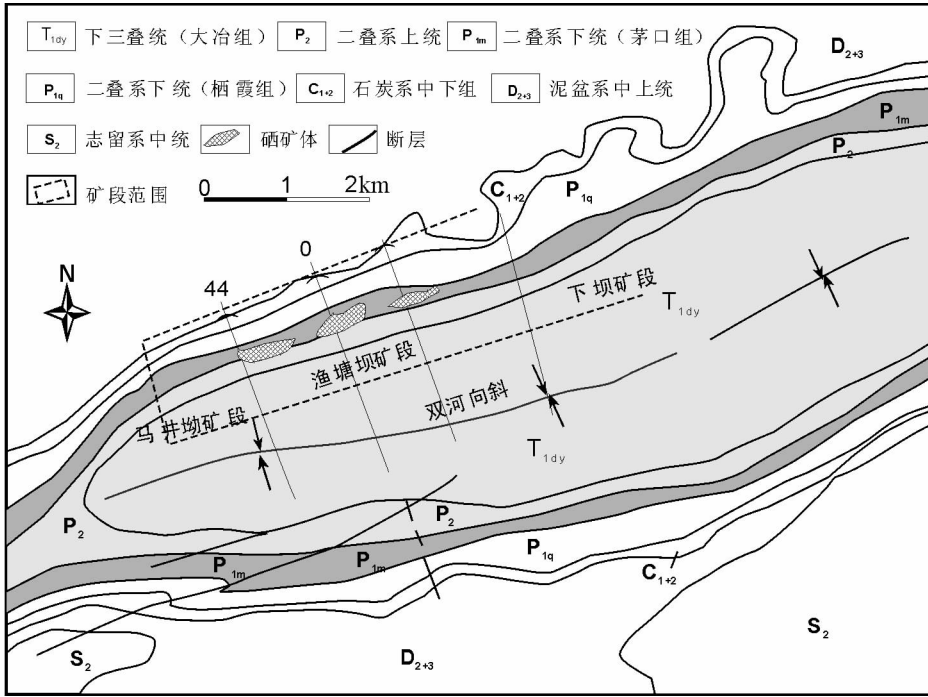 T1dy 下三叠统（大冶组） P2 二叠系上统 P1m 二叠系下统（茅口组）
P1q 二叠系下统（栖霞组） C1+2 石炭系中下组 D2+3 泥盆系中上统
S2 志留系中统 硒矿体 断层
矿段范围 0 1 2km
D2+3
P1m
P2
C1+2 P1q
N
44
0
下坝矿段
T1dy
渔塘坝矿段
双河向斜
马井坳矿段
T1dy
P2
P2
P1m
P1m
P1q
C1+2
S2
S2
D2+3